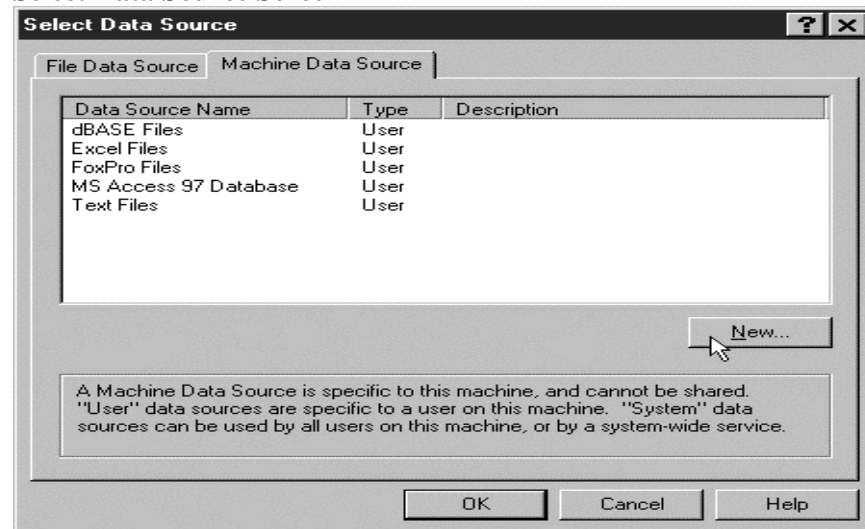 Select Data Source
File Data Source Machine Data Source
Data Source Name Type Description
dBASE Files User
Excel Files User
FoxPro Files User
MS Access 97 Database User
Text Files User
New...
A Machine Data Source is specific to this machine, and cannot be shared.
"User" data sources are specific to a user on this machine. "System" data
sources can be used by all users on this machine, or by a system-wide service.
OK Cancel Help